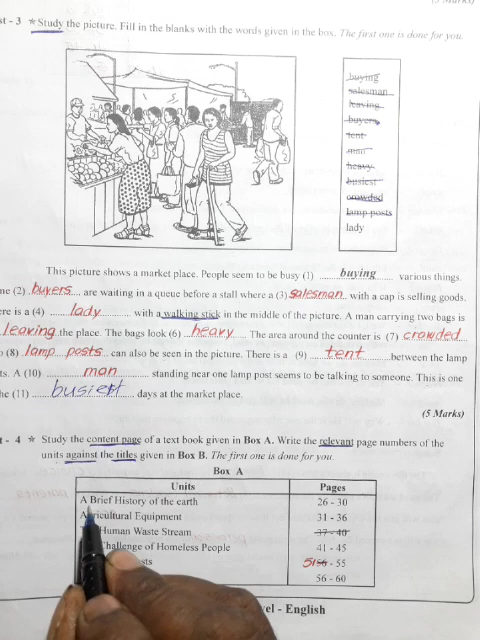 (5 Marks)
st - 3 ☆ Study the picture. Fill in the blanks with the words given in the box. The first one is done for you.
buying
salesman
leaving
buyers
tent
man
heavy
busiest
crowded
lamp posts
lady
This picture shows a market place. People seem to be busy (1) ..........buying.......... various things.
me (2) .buyers.... are waiting in a queue before a stall where a (3) salesman.. with a cap is selling goods.
ere is a (4) ......lady........... with a walking stick in the middle of the picture. A man carrying two bags is
leaving.the place. The bags look (6) ...heavy..... The area around the counter is (7) crowded....
(8) lamp posts. can also be seen in the picture. There is a (9) .....tent......between the lamp
ts. A (10) ...........man............ standing near one lamp post seems to be talking to someone. This is one
he (11) .....busiest.... days at the market place.
(5 Marks)
t - 4 ☆ Study the content page of a text book given in Box A. Write the relevant page numbers of the
units against the titles given in Box B. The first one is done for you.
Box A
Units Pages
A Brief History of the earth 26 - 30
Agricultural Equipment 31 - 36
Human Waste Stream 37 - 40
Challenge of Homeless People 41 - 45
sts 51 - 55
56 - 60
vel - English